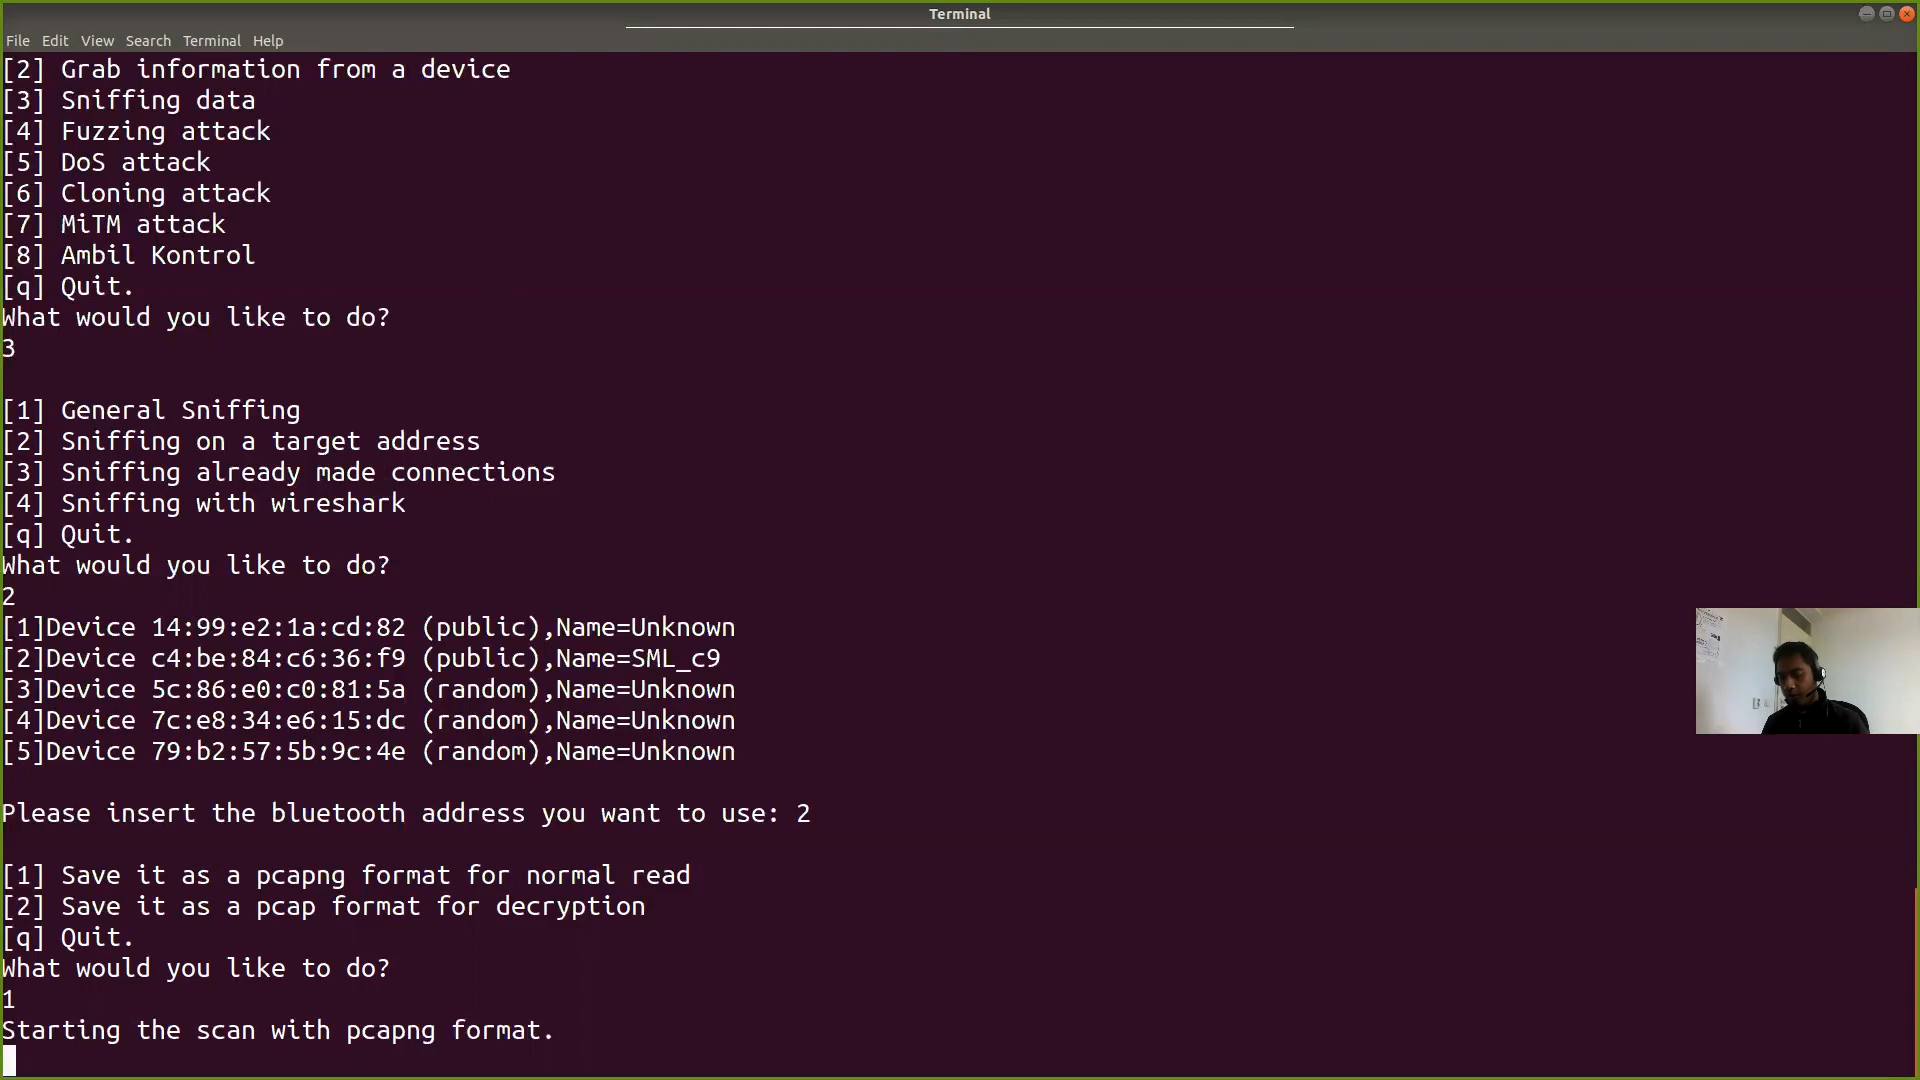 Terminal
File Edit View Search Terminal Help
[2] Grab information from a device
[3] Sniffing data
[4] Fuzzing attack
[5] DoS attack
[6] Cloning attack
[7] MiTM attack
[8] Ambil Kontrol
[q] Quit.
What would you like to do?
3
[1] General Sniffing
[2] Sniffing on a target address
[3] Sniffing already made connections
[4] Sniffing with wireshark
[q] Quit.
What would you like to do?
2
[1]Device 14:99:e2:1a:cd:82 (public),Name=Unknown
[2]Device c4:be:84:c6:36:f9 (public),Name=SML_c9
[3]Device 5c:86:e0:c0:81:5a (random),Name=Unknown
[4]Device 7c:e8:34:e6:15:dc (random),Name=Unknown
[5]Device 79:b2:57:5b:9c:4e (random),Name=Unknown
Please insert the bluetooth address you want to use: 2
[1] Save it as a pcapng format for normal read
[2] Save it as a pcap format for decryption
[q] Quit.
What would you like to do?
1
Starting the scan with pcapng format.